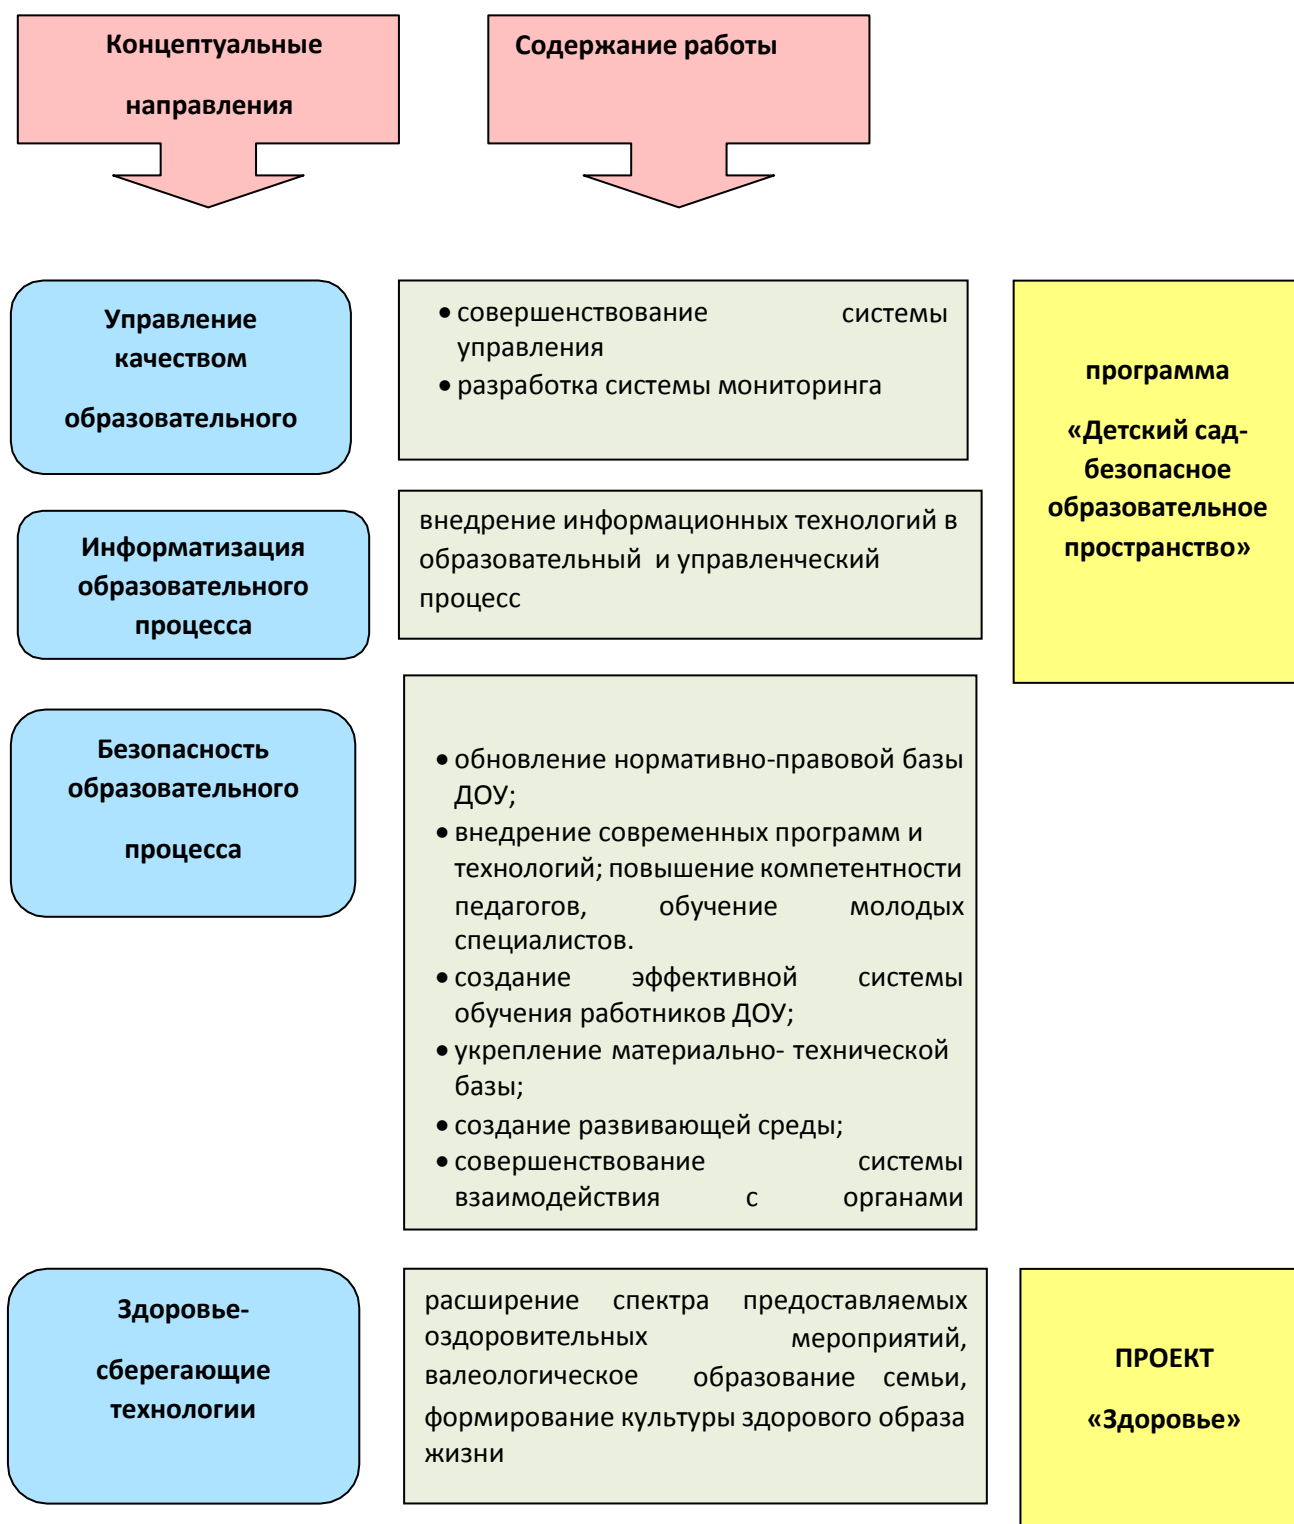 Концептуальные
направления
Содержание работы
Управление
качеством
образовательного
• совершенствование системы
управления
• разработка системы мониторинга
программа
«Детский сад-
безопасное
образовательное
пространство»
Информатизация
образовательного
процесса
внедрение информационных технологий в
образовательный и управленческий
процесс
Безопасность
образовательного
процесса
• обновление нормативно-правовой базы
ДОУ;
• внедрение современных программ и
технологий; повышение компетентности
педагогов, обучение молодых
специалистов.
• создание эффективной системы
обучения работников ДОУ;
• укрепление материально- технической
базы;
• создание развивающей среды;
• совершенствование системы
взаимодействия с органами
Здоровье-
сберегающие
технологии
расширение спектра предоставляемых
оздоровительных мероприятий,
валеологическое образование семьи,
формирование культуры здорового образа
жизни
ПРОЕКТ
«Здоровье»